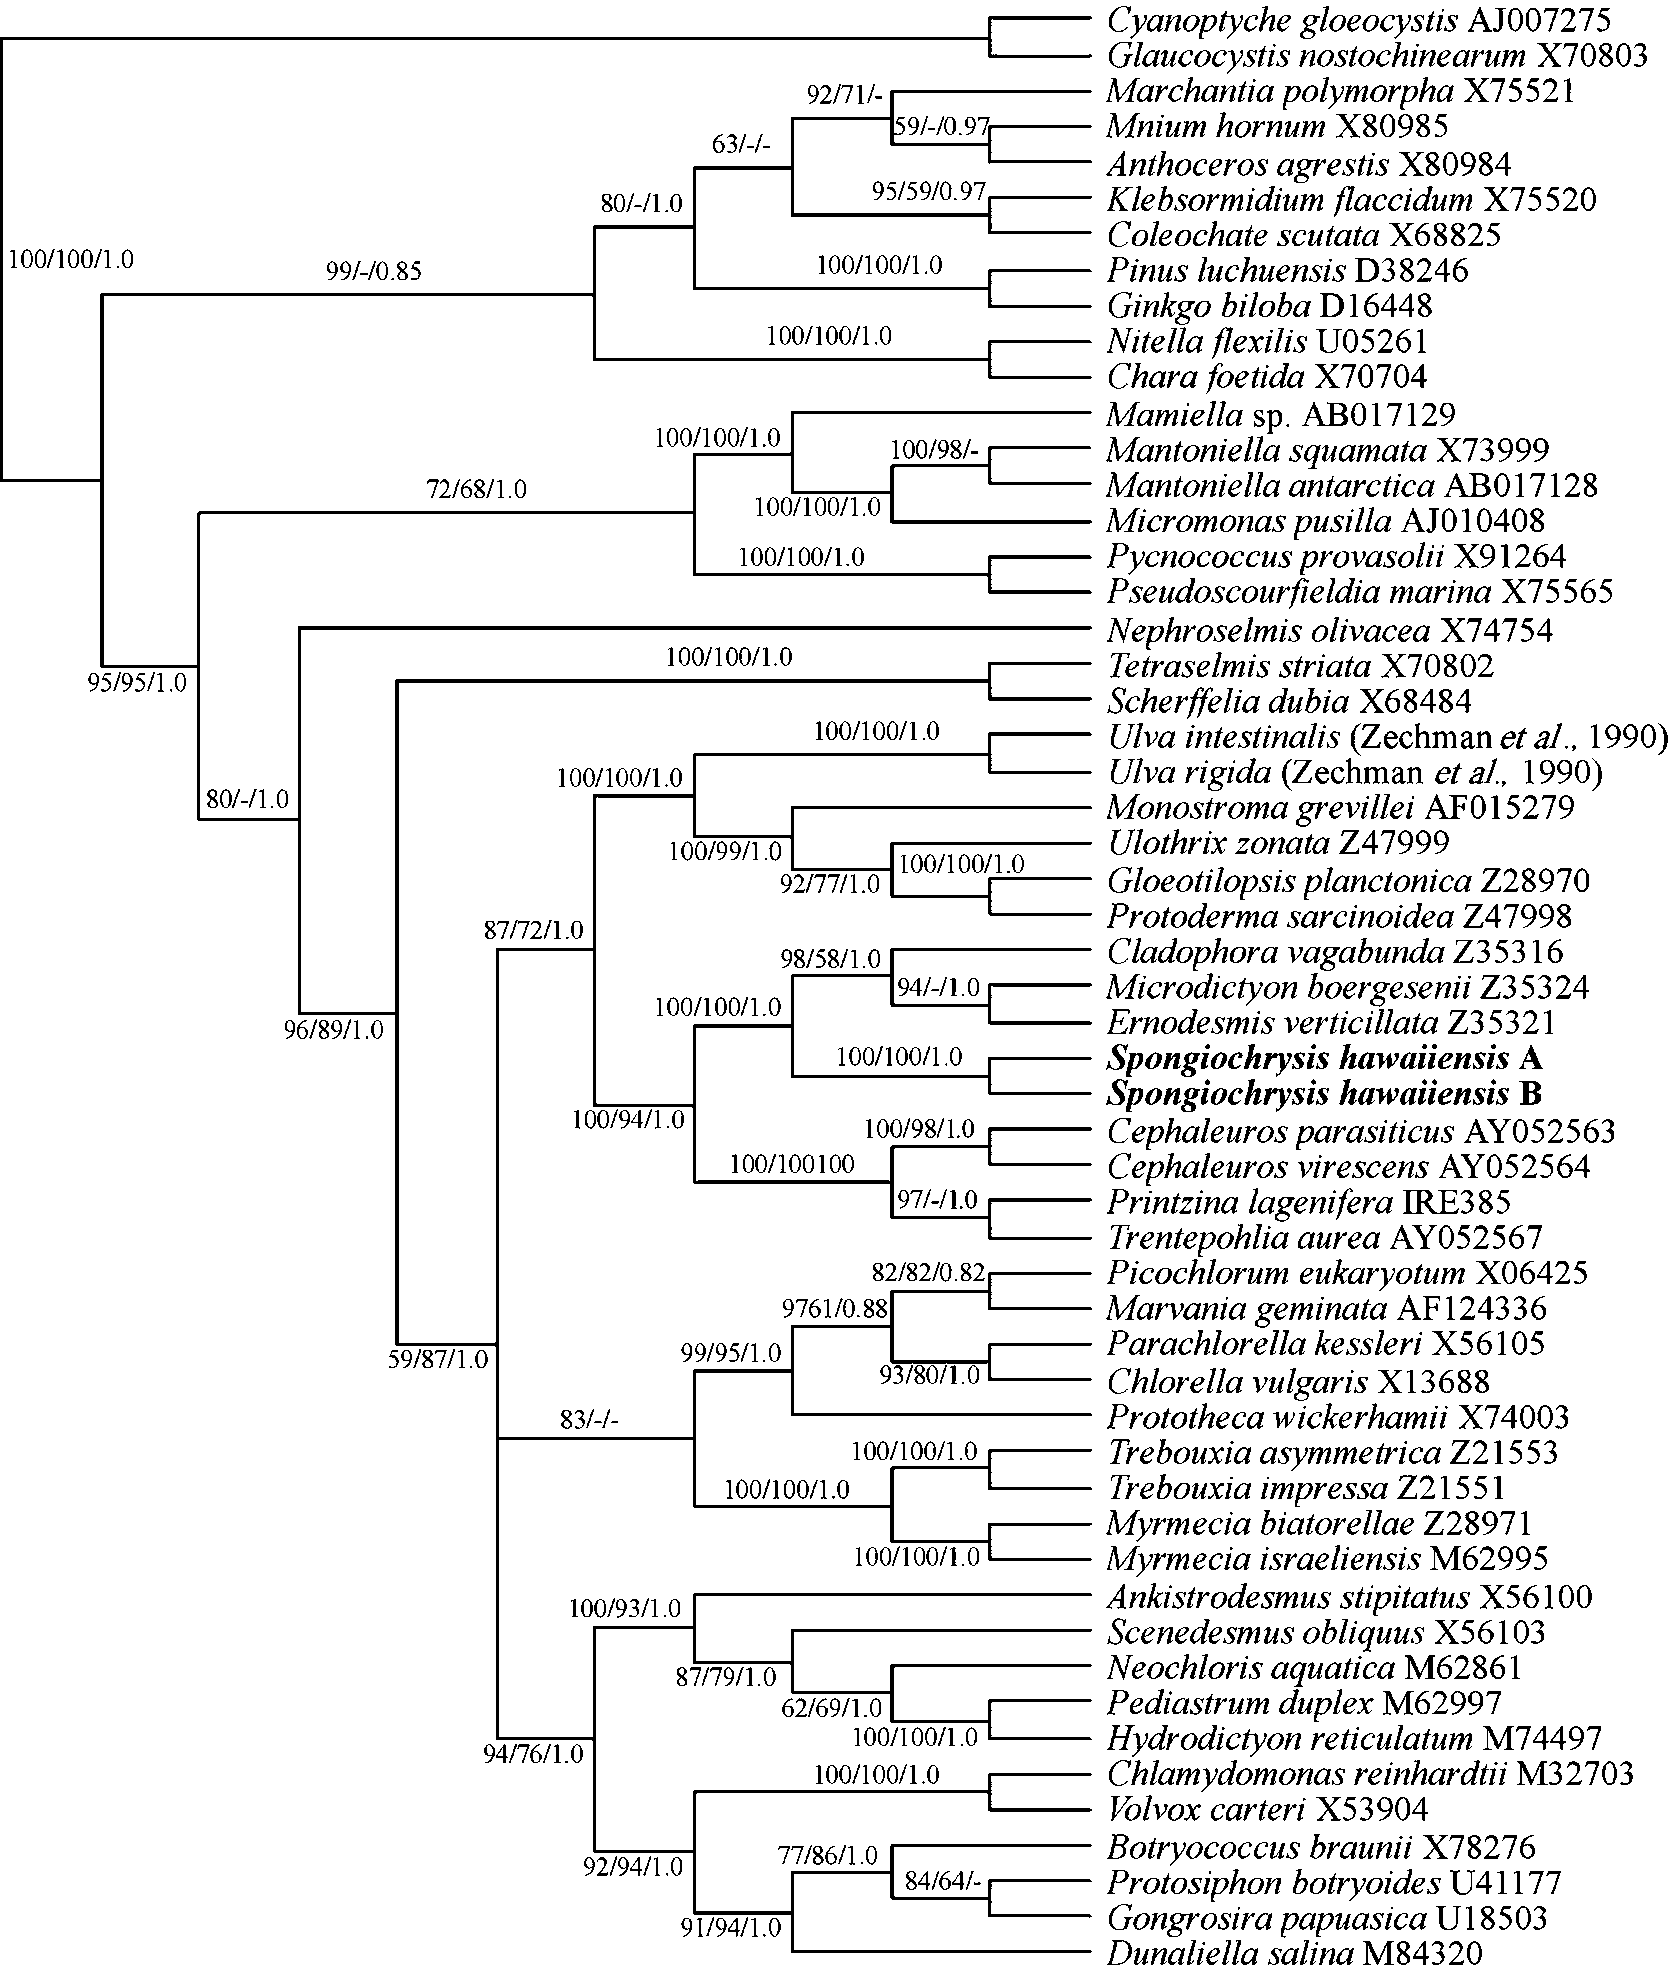 Cyanoptyche gloeocystis AJ007275
Glaucocystis nostochinearum X70803
92/71/-
Marchantia polymorpha X75521
59/-/0.97
Mnium hornum X80985
63/-/-
Anthoceros agrestis X80984
95/59/0.97
Klebsormidium flaccidum X75520
80/-/1.0
Coleochate scutata X68825
100/100/1.0
99/-/0.85
100/100/1.0
Pinus luchuensis D38246
Ginkgo biloba D16448
100/100/1.0
Nitella flexilis U05261
Chara foetida X70704
Mamiella sp. AB017129
100/100/1.0
100/98/-
Mantoniella squamata X73999
72/68/1.0
Mantoniella antarctica AB017128
100/100/1.0
Micromonas pusilla AJ010408
100/100/1.0
Pycnococcus provasolii X91264
Pseudoscourfieldia marina X75565
Nephroselmis olivacea X74754
100/100/1.0
Tetraselmis striata X70802
95/95/1.0
Scherffelia dubia X68484
100/100/1.0
Ulva intestinalis (Zechman et al., 1990)
100/100/1.0
Ulva rigida (Zechman et al., 1990)
80/-/1.0
Monostroma grevillei AF015279
100/99/1.0
Ulothrix zonata Z47999
100/100/1.0
92/77/1.0
Gloeotilopsis planctonica Z28970
Protoderma sarcinoidea Z47998
87/72/1.0
98/58/1.0
Cladophora vagabunda Z35316
94/-/1.0
Microdictyon boergesenii Z35324
100/100/1.0
96/89/1.0
Ernodesmis verticillata Z35321
100/100/1.0
Spongiochrysis hawaiiensis A
Spongiochrysis hawaiiensis B
100/94/1.0
100/98/1.0
Cephaleuros parasiticus AY052563
100/100100
Cephaleuros virescens AY052564
97/-/1.0
Printzina lagenifera IRE385
Trentepohlia aurea AY052567
82/82/0.82
Picochlorum eukaryotum X06425
9761/0.88
Marvania geminata AF124336
59/87/1.0
99/95/1.0
Parachlorella kessleri X56105
93/80/1.0
Chlorella vulgaris X13688
83/-/-
Prototheca wickerhamii X74003
100/100/1.0
Trebouxia asymmetrica Z21553
100/100/1.0
Trebouxia impressa Z21551
Myrmecia biatorellae Z28971
100/100/1.0
Myrmecia israeliensis M62995
100/93/1.0
Ankistrodesmus stipitatus X56100
Scenedesmus obliquus X56103
87/79/1.0
Neochloris aquatica M62861
62/69/1.0
Pediastrum duplex M62997
100/100/1.0
Hydrodictyon reticulatum M74497
94/76/1.0
100/100/1.0
Chlamydomonas reinhardtii M32703
Volvox carteri X53904
92/94/1.0
77/86/1.0
Botryococcus braunii X78276
84/64/-
Protosiphon botryoides U41177
91/94/1.0
Gongrosira papuasica U18503
Dunaliella salina M84320